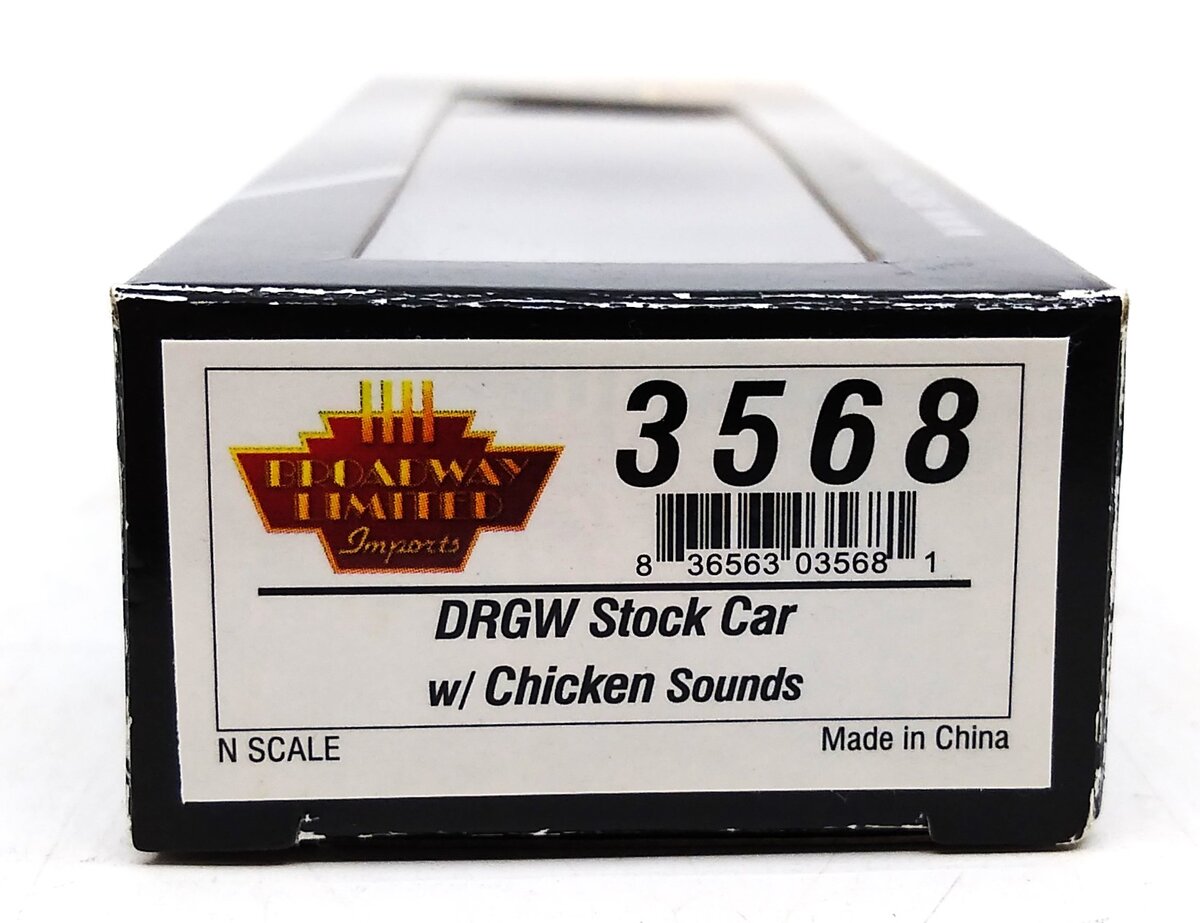 BROADWAY
LIMITED
Imports
3568
8 36563 03568 1
DRGW Stock Car
w/ Chicken Sounds
N SCALE
Made in China